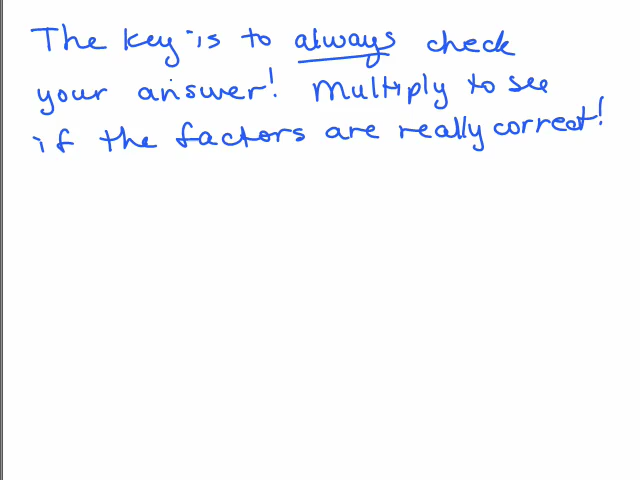 The key is to always check
your answer! Multiply to see
if the factors are really correct!